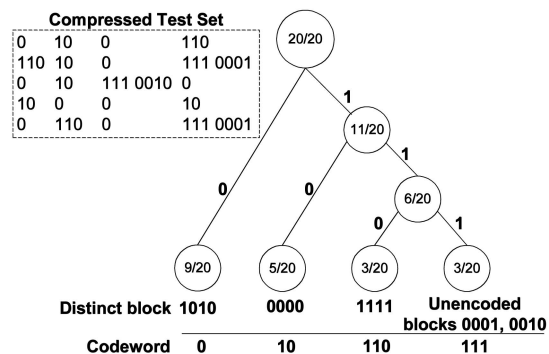 Compressed Test Set
0 10 0 110
110 10 0 111 0001
0 10 111 0010 0
10 0 0 10
0 110 0 111 0001
20/20
1
11/20
1
6/20
0 0 0 1
9/20 5/20 3/20 3/20
Distinct block 1010 0000 1111 Unencoded
blocks 0001, 0010
Codeword 0 10 110 111